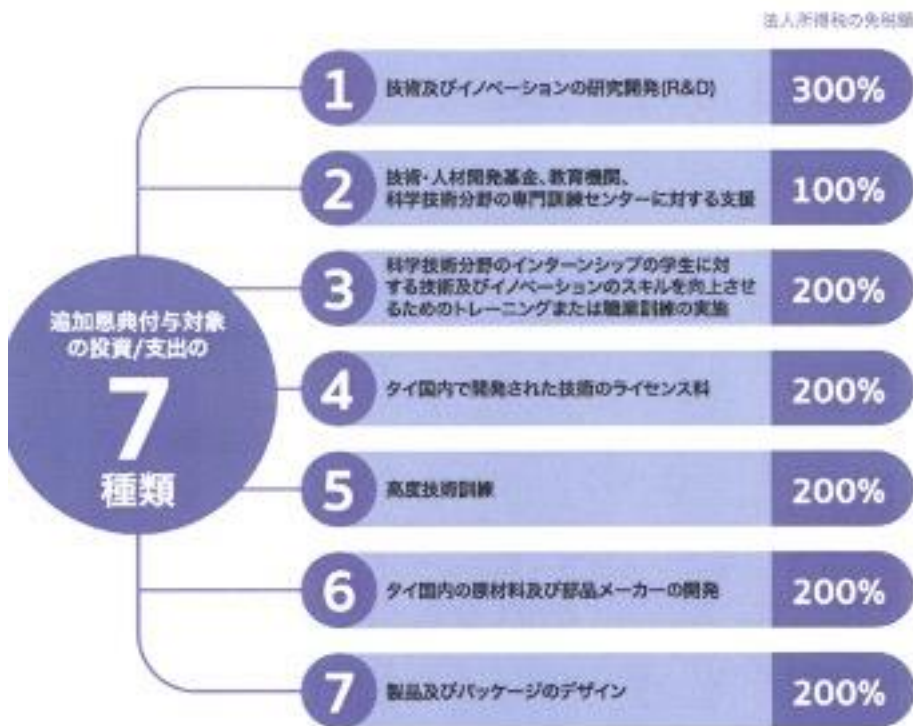 法人所得税の免税額
1 技術及びイノベーションの研究開発(R&D) 300%
2 技術・人材開発基金、教育機関、
科学技術分野の専門訓練センターに対する支援 100%
3 科学技術分野のインターンシップの学生に対
する技術及びイノベーションのスキルを向上させ
るためのトレーニングまたは職業訓練の実施 200%
追加恩典付与対象
の投資/支出の
7
種類
4 タイ国内で開発された技術のライセンス料 200%
5 高度技術訓練 200%
6 タイ国内の原材料及び部品メーカーの開発 200%
7 製品及びパッケージのデザイン 200%